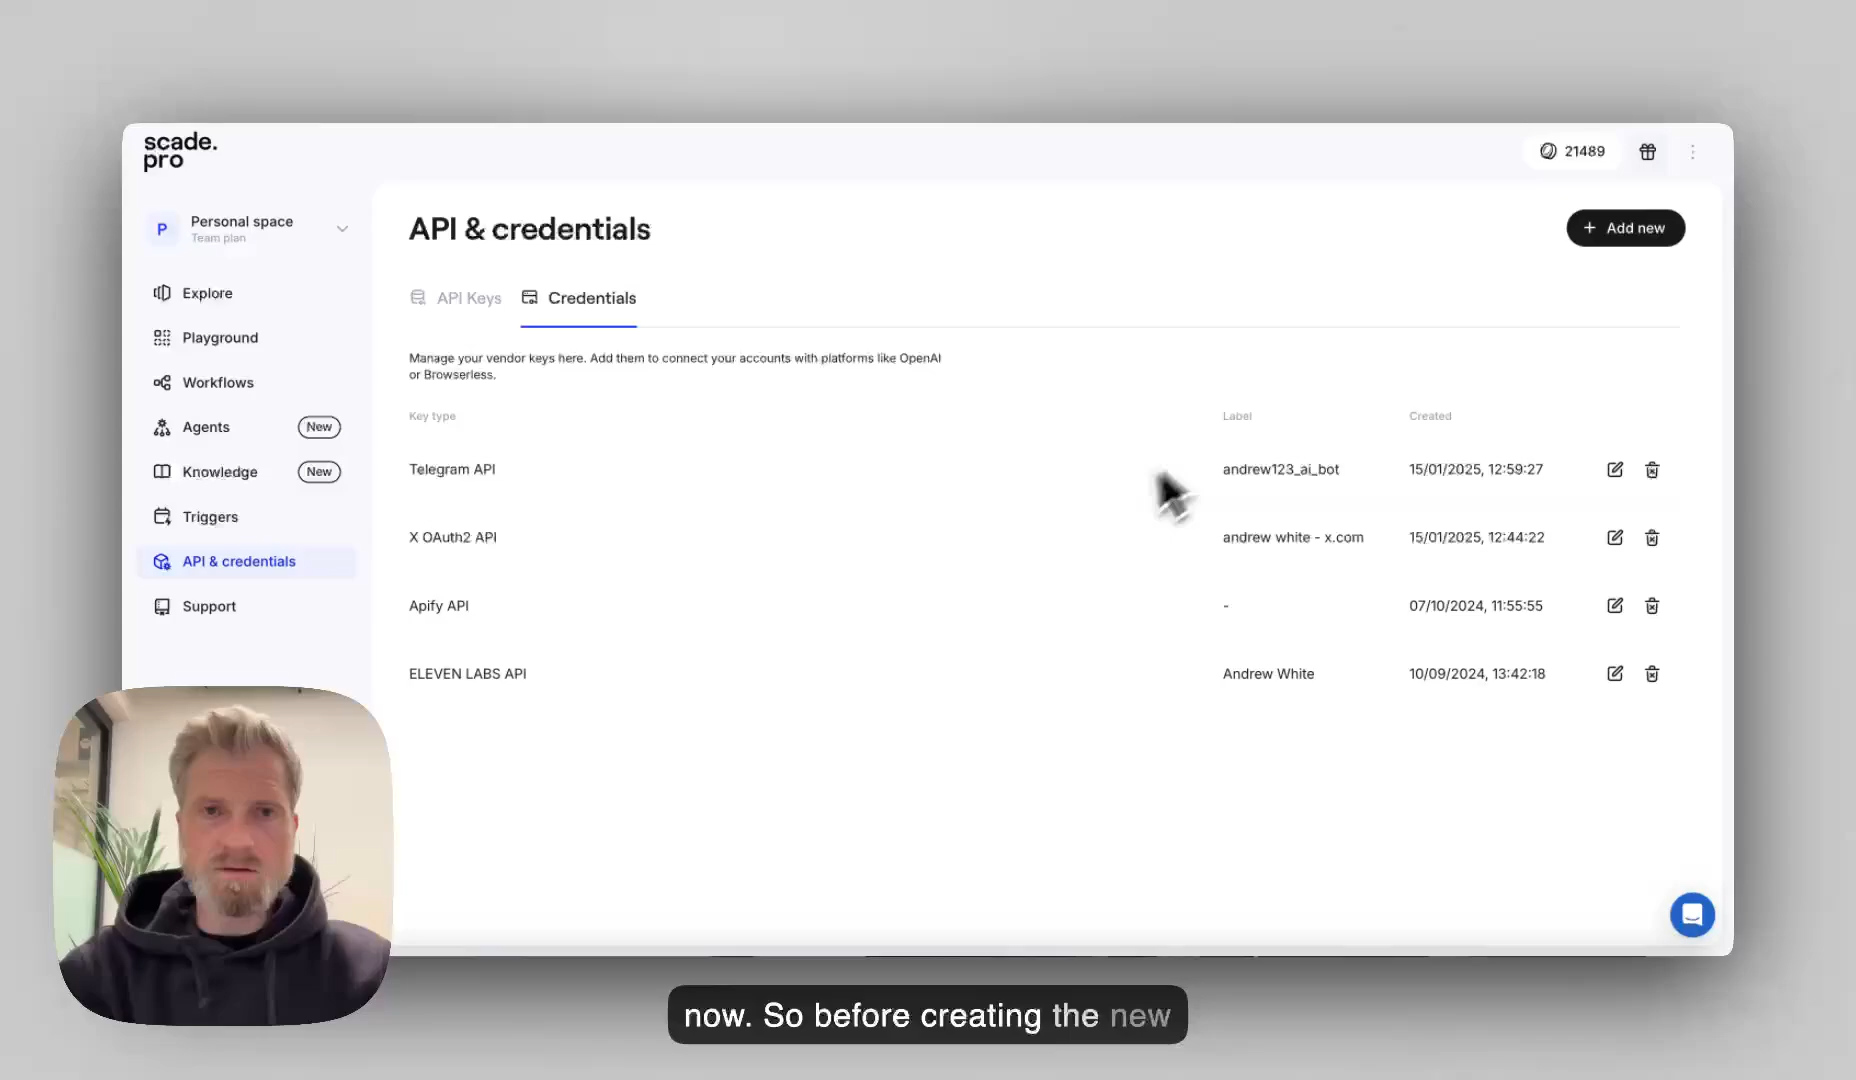 scade.
pro
21489
P
Personal space
Team plan
Explore
Playground
Workflows
Agents
New
Knowledge
New
Triggers
API & credentials
Support
API & credentials
+ Add new
API Keys
Credentials
Manage your vendor keys here. Add them to connect your accounts with platforms like OpenAI
or Browserless.
Key type
Label
Created
Telegram API
andrew123_ai_bot
15/01/2025, 12:59:27
X OAuth2 API
andrew white - x.com
15/01/2025, 12:44:22
Apify API
-
07/10/2024, 11:55:55
ELEVEN LABS API
Andrew White
10/09/2024, 13:42:18
now. So before creating the new